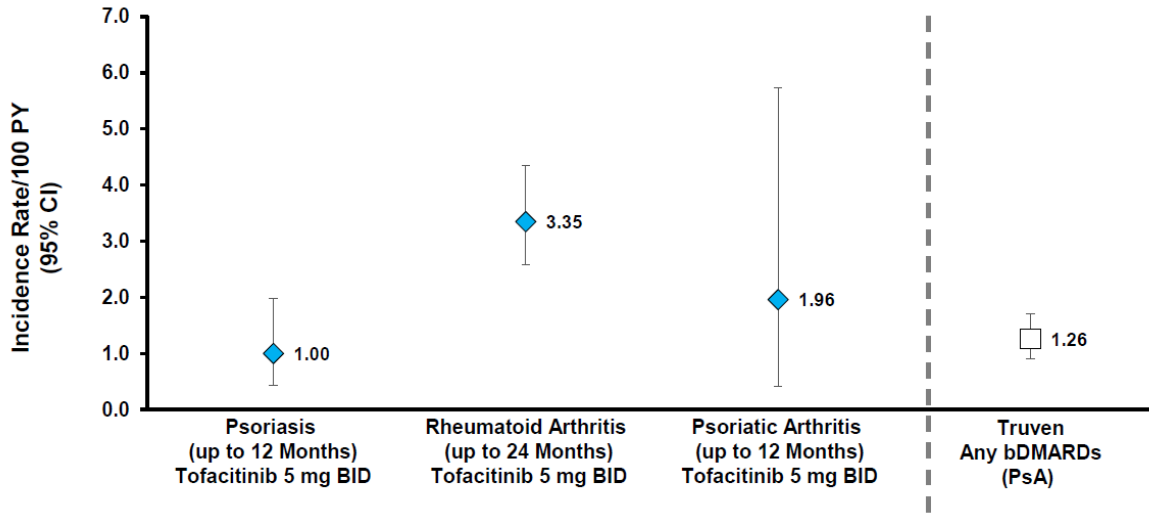 7.0
6.0
5.0
4.0
3.0
2.0
1.0
0.0
Incidence Rate/100 PY
(95% CI)
1.00
3.35
1.96
1.26
Psoriasis
(up to 12 Months)
Tofacitinib 5 mg BID
Rheumatoid Arthritis
(up to 24 Months)
Tofacitinib 5 mg BID
Psoriatic Arthritis
(up to 12 Months)
Tofacitinib 5 mg BID
Truven
Any bDMARDs
(PsA)